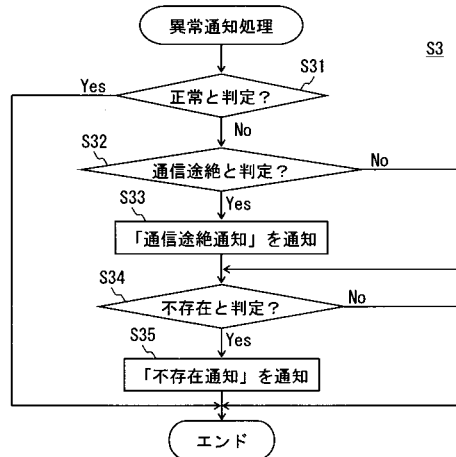 異常通知処理
S3
S31
正常と判定?
Yes
No
S32
通信途絶と判定?
No
Yes
S33
「通信途絶通知」を通知
S34
不存在と判定?
No
Yes
S35
「不存在通知」を通知
エンド